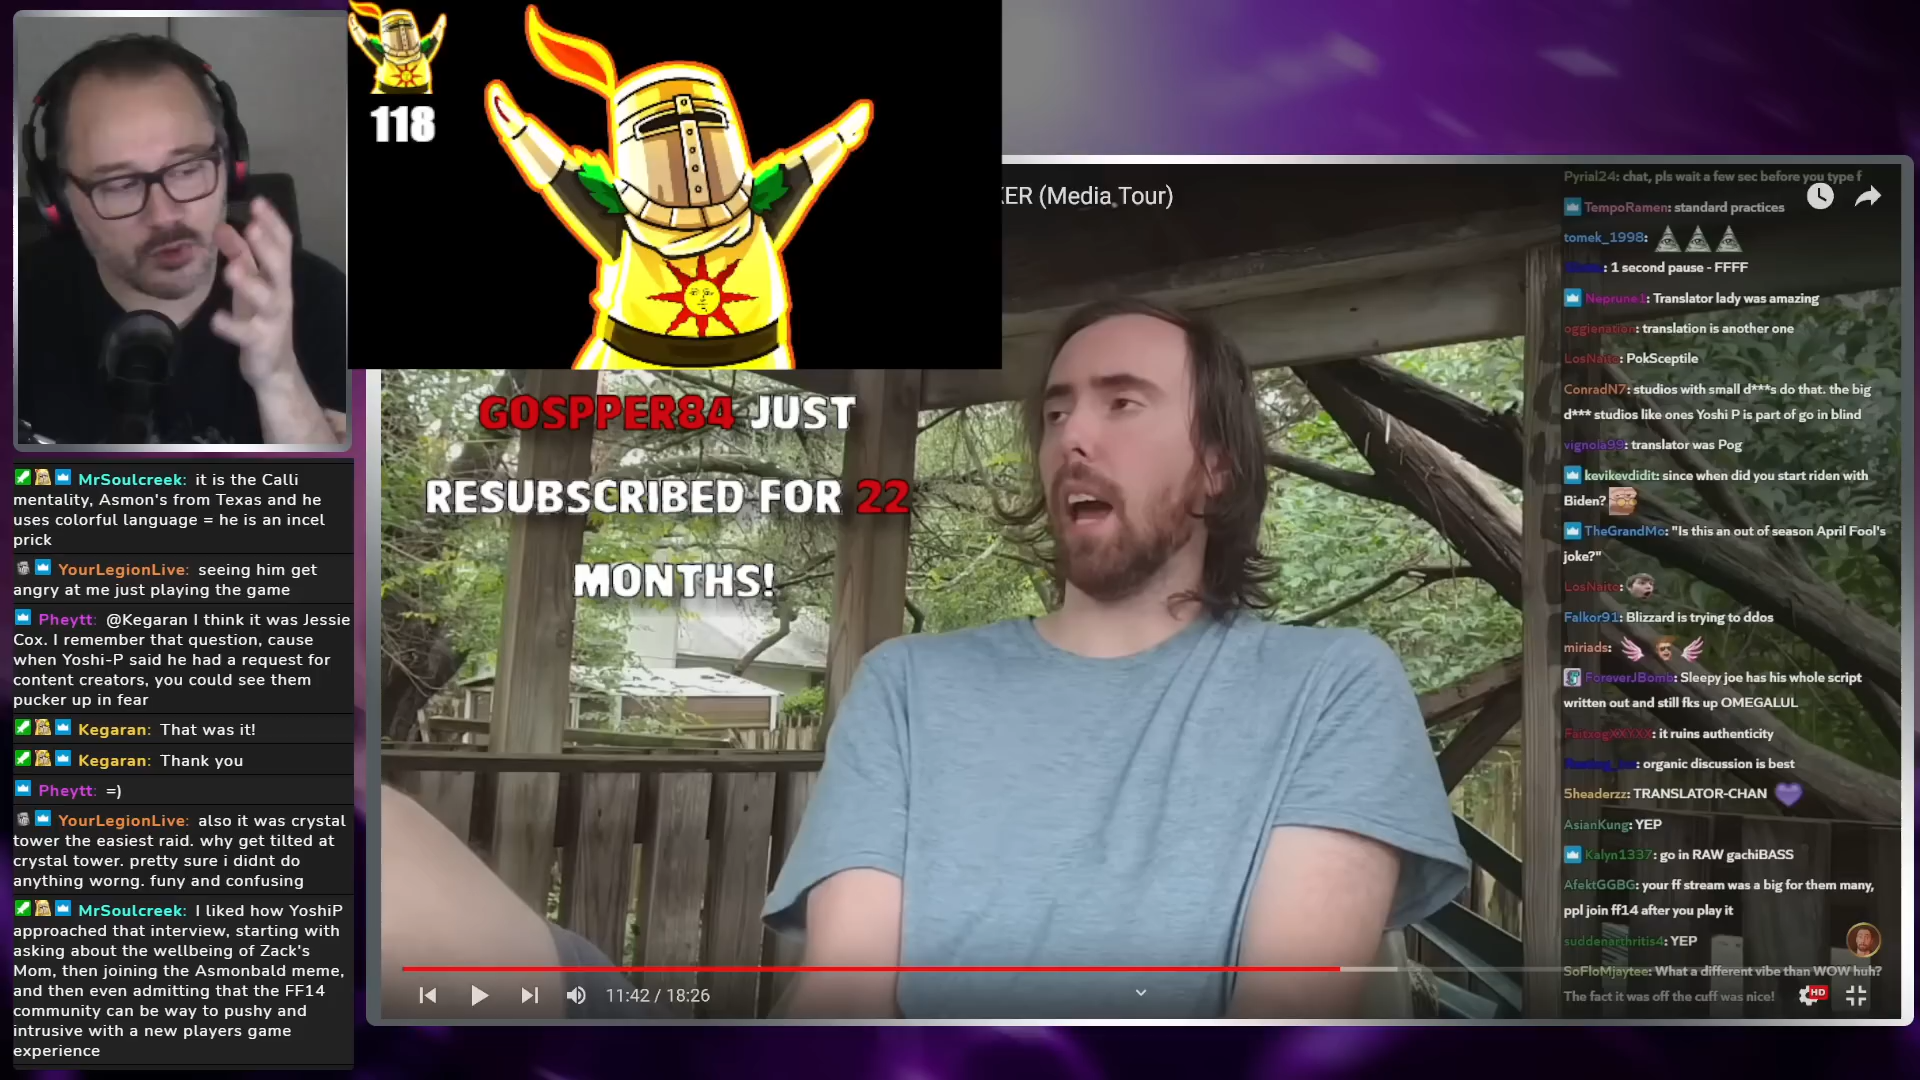 118
KER (Media Tour)
GOSPPER84 JUST
RESUBSCRIBED FOR 22
MONTHS!
MrSoulcreek: it is the Calli
mentality, Asmon's from Texas and he
uses colorful language = he is an incel
prick
YourLegionLive: seeing him get
angry at me just playing the game
Pheytt: @Kegaran I think it was Jessie
Cox. I remember that question, cause
when Yoshi-P said he had a request for
content creators, you could see them
pucker up in fear
Kegaran: That was it!
Kegaran: Thank you
Pheytt: =)
YourLegionLive: also it was crystal
tower the easiest raid. why get tilted at
crystal tower. pretty sure i didnt do
anything worng. funy and confusing
MrSoulcreek: I liked how YoshiP
approached that interview, starting with
asking about the wellbeing of Zack's
Mom, then joining the Asmonbald meme,
and then even admitting that the FF14
community can be way to pushy and
intrusive with a new players game
experience
Pyrial24: chat, pls wait a few sec before you type f
TempoRamen: standard practices
tomek_1998:
: 1 second pause - FFFF
Neprune1: Translator lady was amazing
oggienation: translation is another one
LosNaito: PokSceptile
ConradN7: studios with small d***s do that. the big
d*** studios like ones Yoshi P is part of go in blind
vignola99: translator was Pog
kevikevdidit: since when did you start riden with
Biden?
TheGrandMo: "Is this an out of season April Fool's
joke?"
LosNaito:
Falkor91: Blizzard is trying to ddos
miriads:
ForeverJBomb: Sleepy joe has his whole script
written out and still fks up OMEGALUL
: it ruins authenticity
: organic discussion is best
5headerzz: TRANSLATOR-CHAN
AsianKung: YEP
Kalyn1337: go in RAW gachiBASS
AfektGGBG: your ff stream was a big for them many,
ppl join ff14 after you play it
suddenarthritis4: YEP
SoFloMjaytee: What a different vibe than WOW huh?
The fact it was off the cuff was nice!
11:42 / 18:26
HD